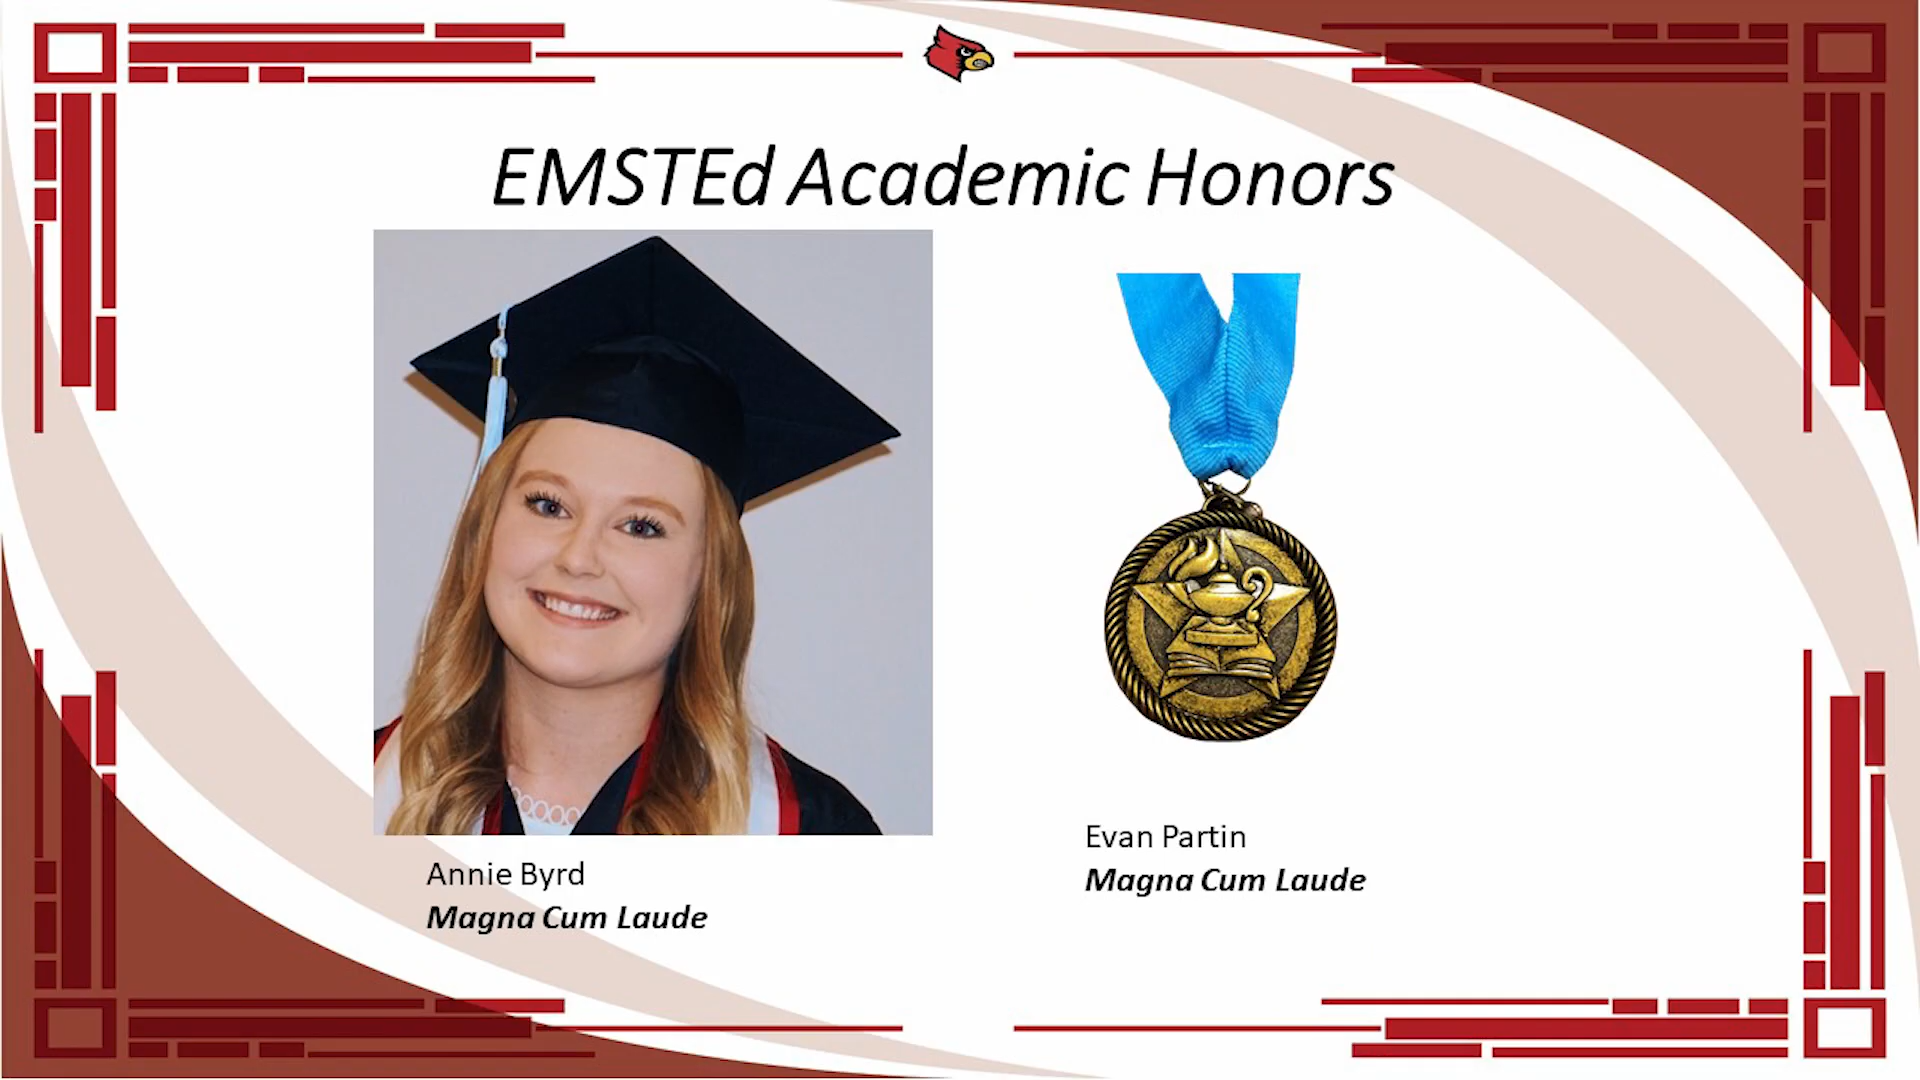 EMSTEd Academic Honors
Annie Byrd
Magna Cum Laude
Evan Partin
Magna Cum Laude